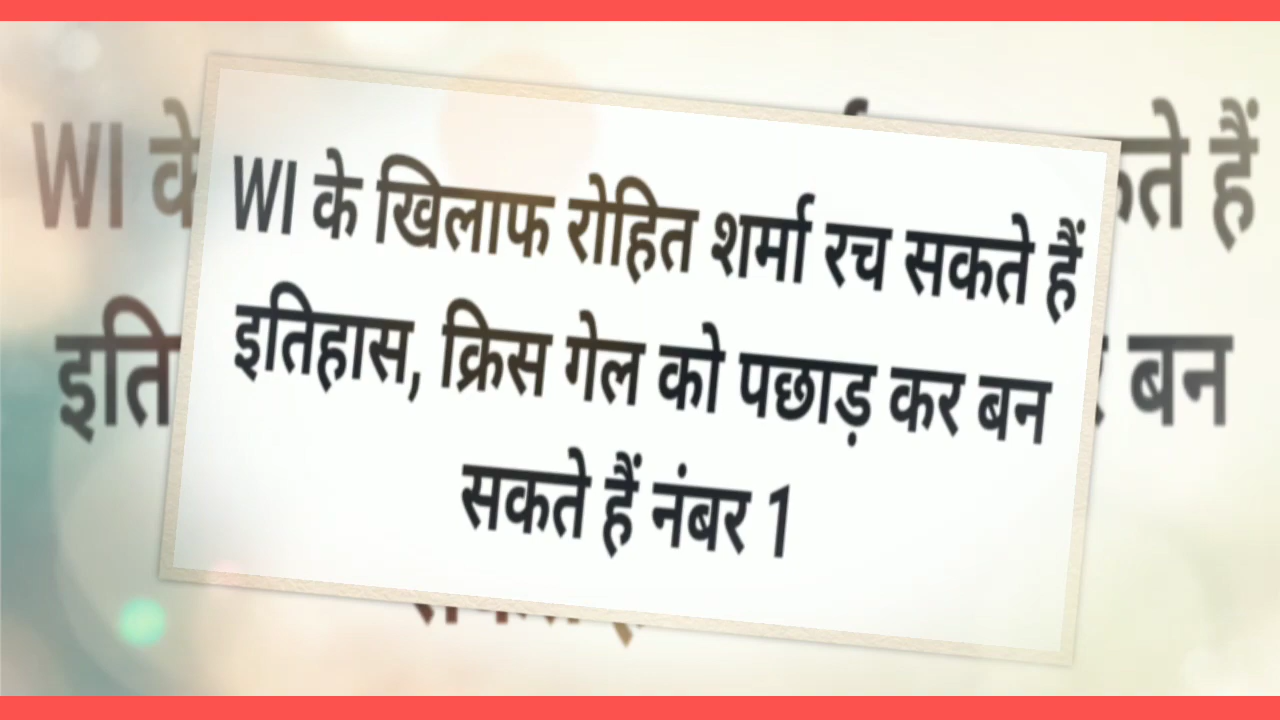 WI के खिलाफ रोहित शर्मा रच सकते हैं
इतिहास, क्रिस गेल को पछाड़ कर बन
सकते हैं नंबर 1